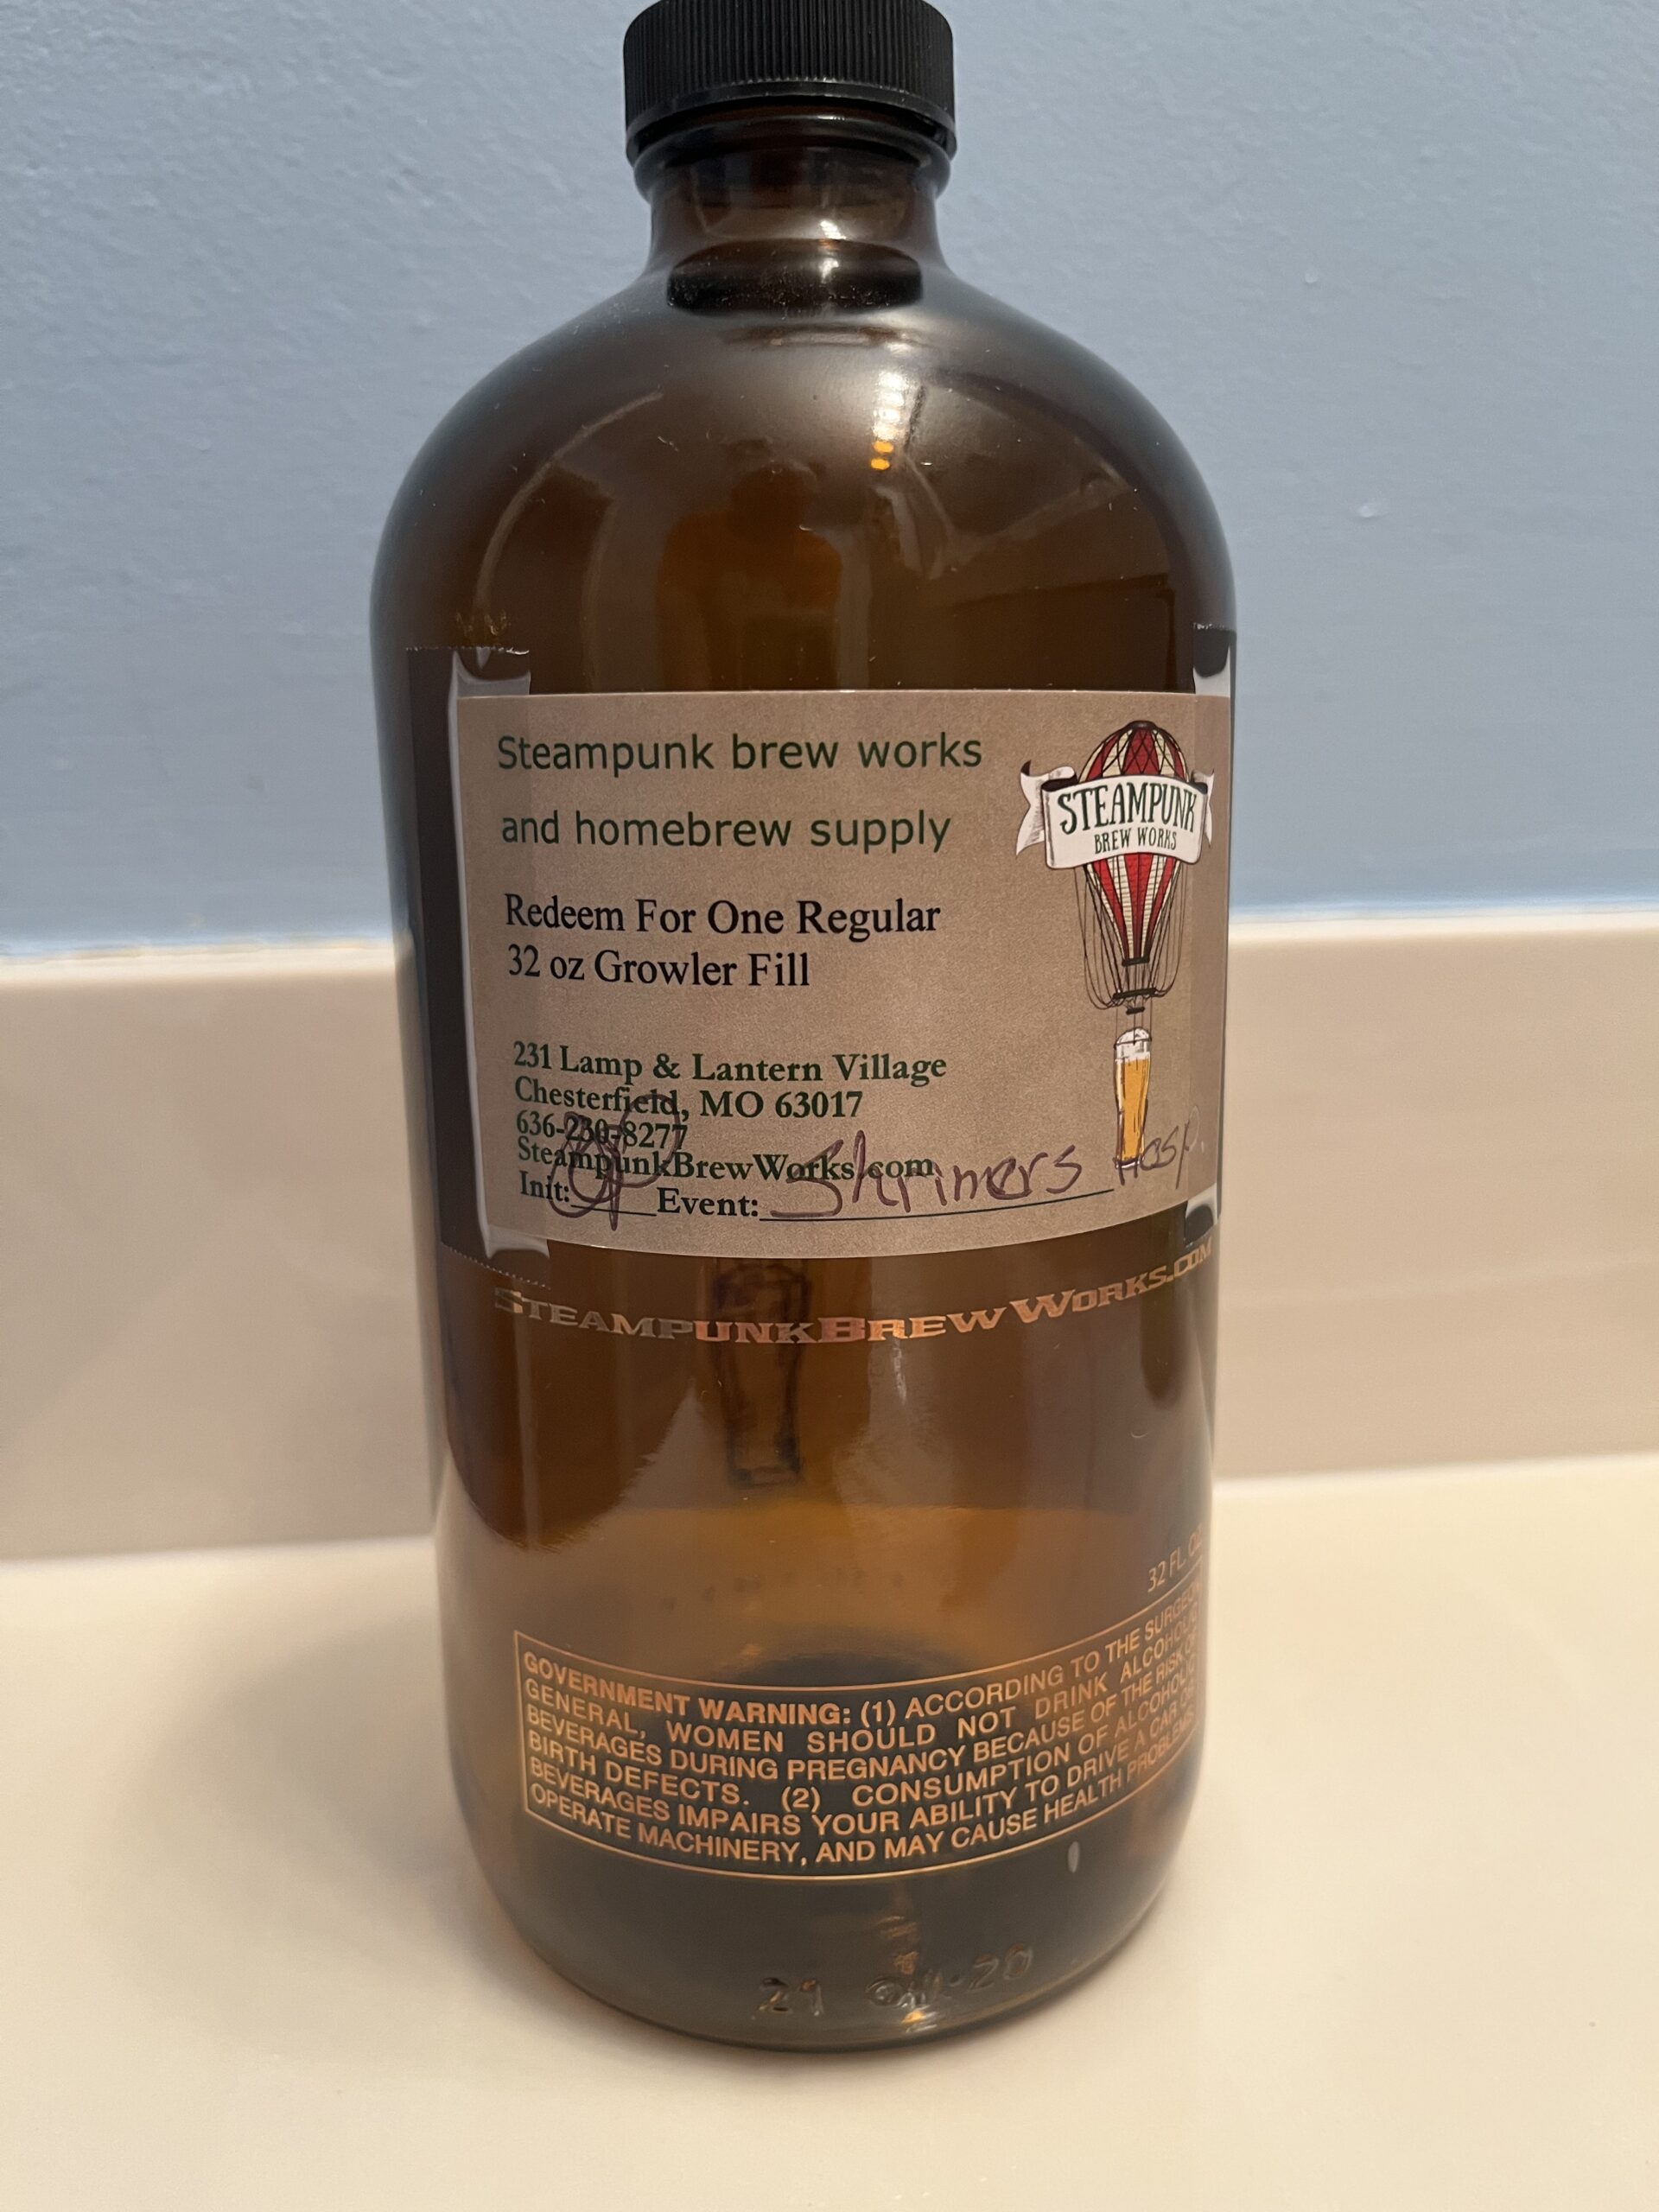 Steampunk brew works
and homebrew supply
STEAMPUNK
BREW WORKS
Redeem For One Regular
32 oz Growler Fill
231 Lamp & Lantern Village
Chesterfield, MO 63017
636-230-8277
SteampunkBrewWorks.com
Init: Event: Shriners Hosp.
STEAMPUNKBREWWORKS.COM
32 FL. OZ.
GOVERNMENT WARNING: (1) ACCORDING TO THE SURGEON
GENERAL, WOMEN SHOULD NOT DRINK ALCOHOLIC
BEVERAGES DURING PREGNANCY BECAUSE OF THE RISK OF
BIRTH DEFECTS. (2) CONSUMPTION OF ALCOHOLIC
BEVERAGES IMPAIRS YOUR ABILITY TO DRIVE A CAR OR
OPERATE MACHINERY, AND MAY CAUSE HEALTH PROBLEMS